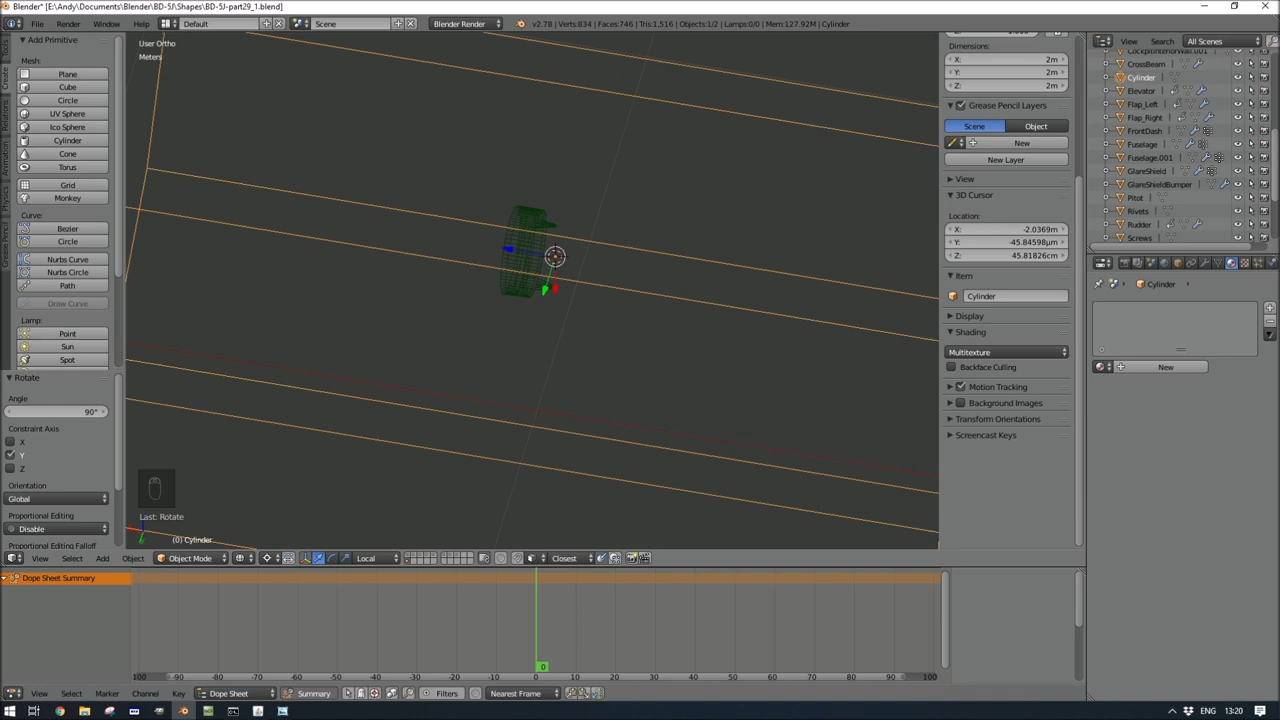 Blender* [E:\Andy\Documents\Blender\BD-5J\Shapes\BD-5J-part29_1.blend]
File Render Window Help Default Scene Blender Render v2.78 | Verts:834 | Faces:746 | Tris:1,516 | Objects:1/2 | Lamps:0/0 | Mem:127.92M | Cylinder
Add Primitive
Mesh:
Plane
Cube
Circle
UV Sphere
Ico Sphere
Cylinder
Cone
Torus
Grid
Monkey
Curve:
Bezier
Circle
Nurbs Curve
Nurbs Circle
Path
Draw Curve
Lamp:
Point
Sun
Spot
Rotate
Angle
90°
Constraint Axis
X
Y
Z
Orientation
Global
Proportional Editing
Disable
Proportional Editing Falloff
Tools
Create
Relations
Animation
Physics
Grease Pencil
User Ortho
Meters
Last: Rotate
(0) Cylinder
View Select Add Object Object Mode Local Closest
Dimensions:
X: 2m
Y: 2m
Z: 2m
Grease Pencil Layers
Scene Object
New
New Layer
View
3D Cursor
Location:
X: -2.0369m
Y: -45.84598µm
Z: 45.81826cm
Item
Cylinder
Display
Shading
Multitexture
Backface Culling
Motion Tracking
Background Images
Transform Orientations
Screencast Keys
View Search All Scenes
CockpitInteriorWall.001
CrossBeam
Cylinder
Elevator
Flap_Left
Flap_Right
FrontDash
Fuselage
Fuselage.001
GlareShield
GlareShieldBumper
Pitot
Rivets
Rudder
Screws
Cylinder
New
Dope Sheet Summary
-100 -90 -80 -70 -60 -50 -40 -30 -20 -10 0 10 20 30 40 50 60 70 80 90 100
0
View Select Marker Channel Key Dope Sheet Summary Filters Nearest Frame
ENG 13:20